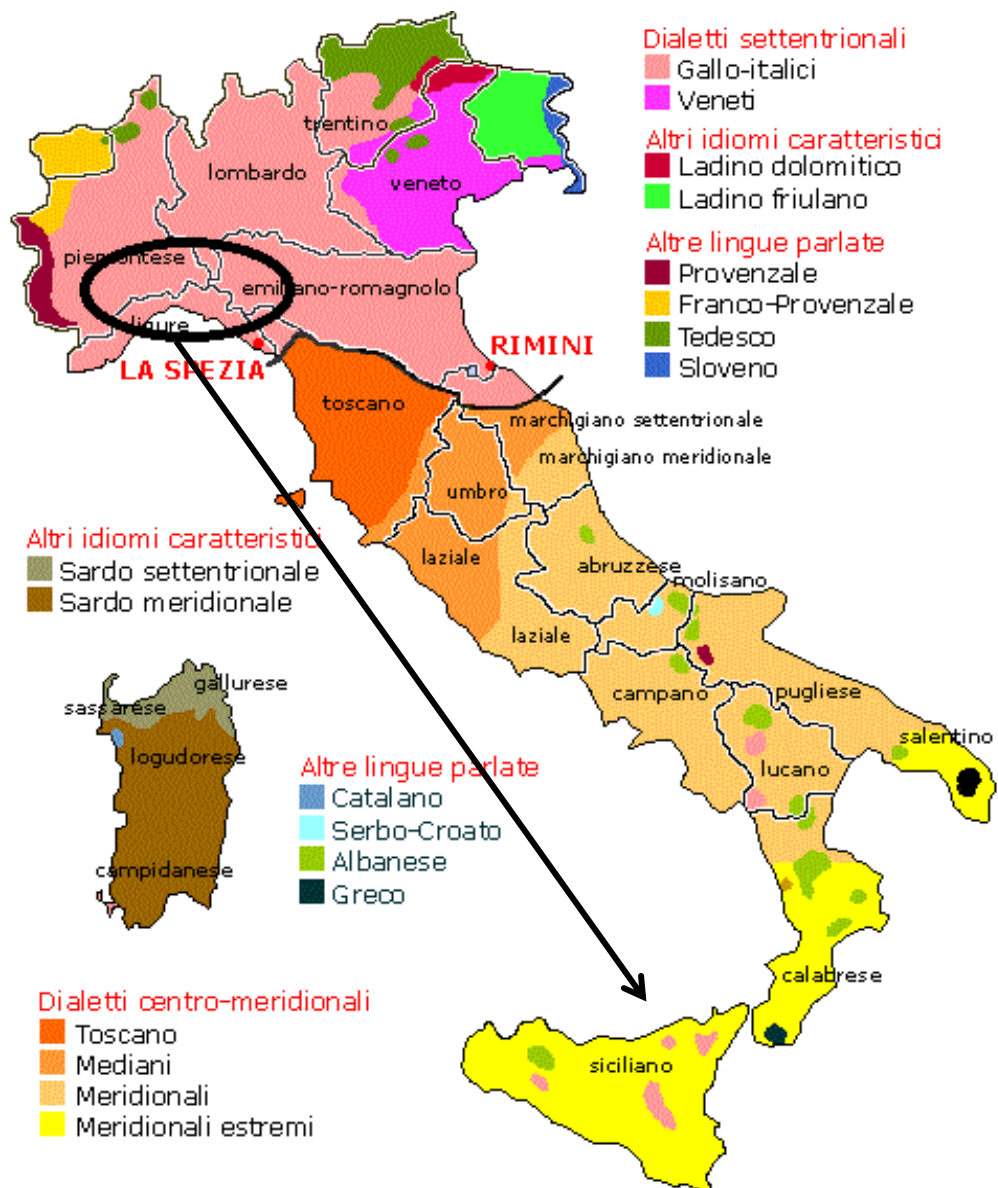 Dialetti settentrionali
Gallo-italici
Veneti
Altri idiomi caratteristici
Ladino dolomitico
Ladino friulano
Altre lingue parlate
Provenzale
Franco-Provenzale
Tedesco
Sloveno
trentino
lombardo
veneto
piemontese
emiliano-romagnolo
ligure
LA SPEZIA
RIMINI
toscano
marchigiano settentrionale
marchigiano meridionale
umbro
laziale
abruzzese
molisano
laziale
campano
pugliese
salentino
lucano
calabrese
siciliano
Altri idiomi caratteristici
Sardo settentrionale
Sardo meridionale
gallurese
sassarese
logudorese
campidanese
Altre lingue parlate
Catalano
Serbo-Croato
Albanese
Greco
Dialetti centro-meridionali
Toscano
Mediani
Meridionali
Meridionali estremi